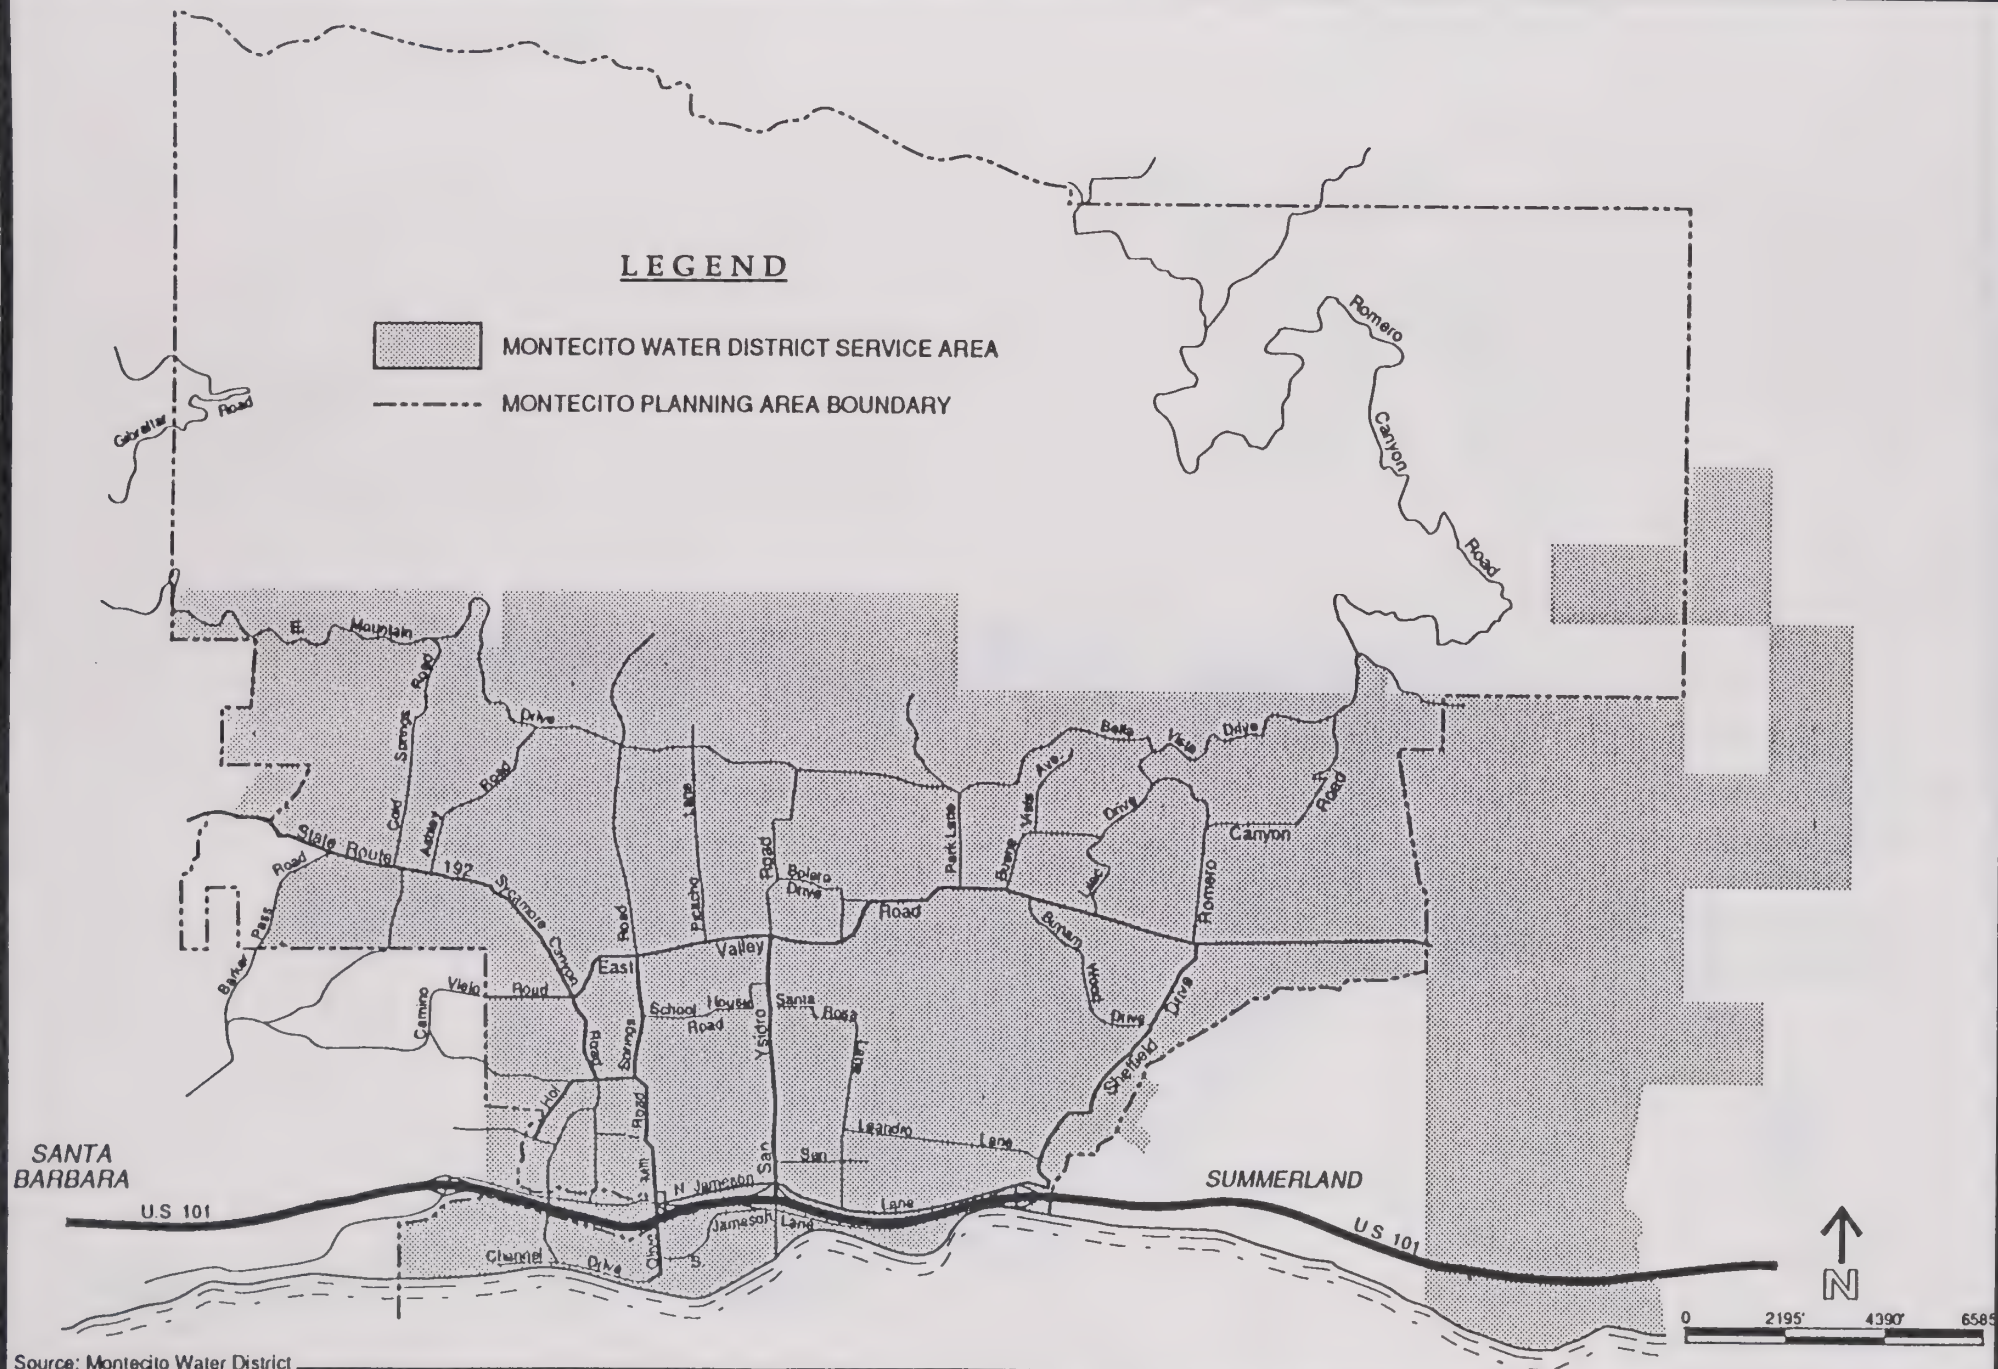 LEGEND
MONTECITO WATER DISTRICT SERVICE AREA
MONTECITO PLANNING AREA BOUNDARY
Romero
Canyon
Road
Gibraltar
Road
E.
Mountain
Drive
Cold
Springs
Road
Ashley
Road
State Route
192
Sycamore Canyon
Road
Barker
Pass
Road
Camino
Viejo
Road
East
Valley
Road
Road
Springs
Picacho
Lane
Road
Bolero
Drive
Park Lane
Buena
Vista
Ave.
Bella
Vista
Drive
Drive
Lilac
Romero
Canyon
Road
Burnham
Wood
Drive
Sheffield
Drive
School
House
Road
Santa
Rosa
Lane
San
Ysidro
Leandro
Lane
San
Hot
Road
N Jameson
Lane
S.
Jameson
Lane
Channel
Drive
SANTA
BARBARA
U.S 101
SUMMERLAND
U S 101
N
0 2195' 4390' 6585
Source: Montecito Water District